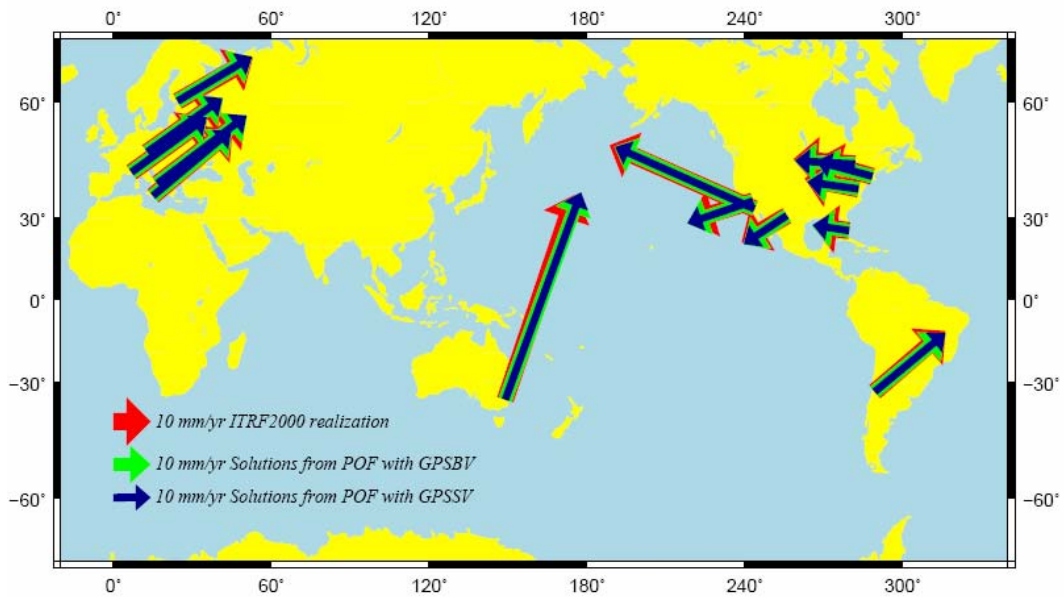 0° 60° 120° 180° 240° 300°
60° 60°
30° 30°
0° 0°
−30° −30°
10 mm/yr ITRF2000 realization
10 mm/yr Solutions from POF with GPSBV
10 mm/yr Solutions from POF with GPSSV
−60° −60°
0° 60° 120° 180° 240° 300°